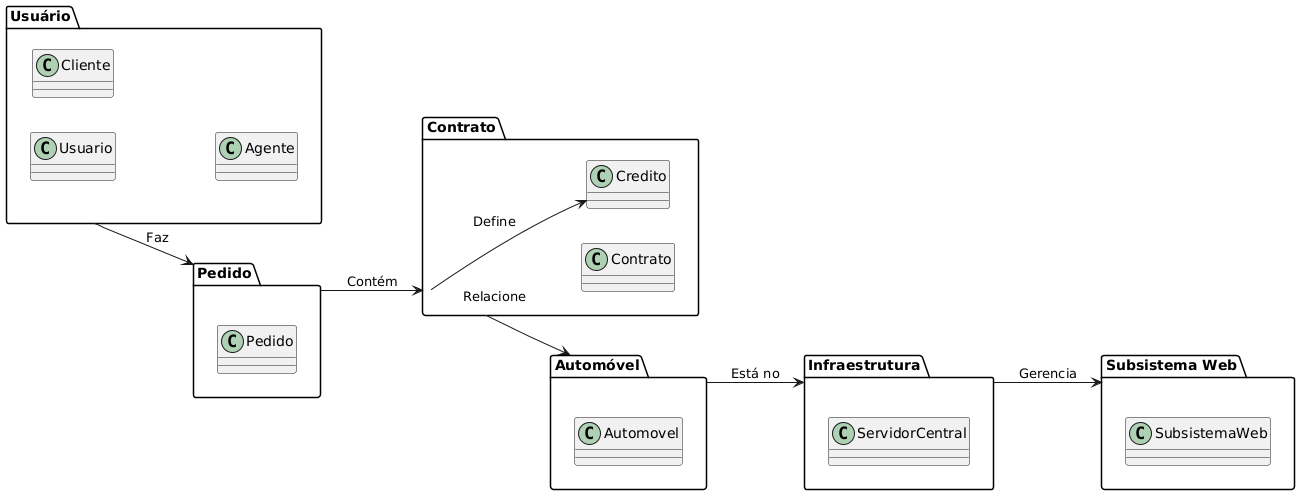 Usuário
C Cliente
C Usuario
C Agente
Faz
Pedido
C Pedido
Contém
Contrato
C Credito
Define
C Contrato
Relacione
Automóvel
C Automovel
Está no
Infraestrutura
C ServidorCentral
Gerencia
Subsistema Web
C SubsistemaWeb